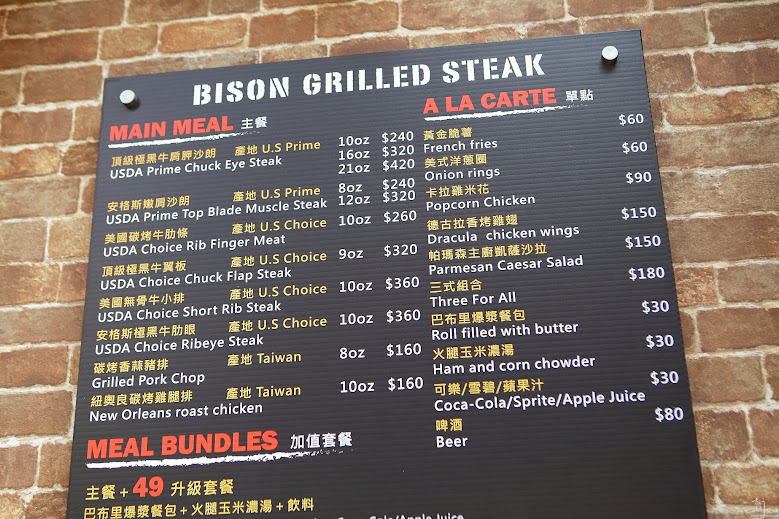 BISON GRILLED STEAK
MAIN MEAL 主餐
頂級極黑牛肩胛沙朗 產地 U.S Prime 10oz $240
USDA Prime Chuck Eye Steak 16oz $320
21oz $420
安格斯嫩肩沙朗 產地 U.S Prime 8oz $240
USDA Prime Top Blade Muscle Steak 12oz $320
美國碳烤牛肋條 產地 U.S Choice 10oz $260
USDA Choice Rib Finger Meat
頂級極黑牛翼板 產地 U.S Choice 9oz $320
USDA Choice Chuck Flap Steak
美國無骨牛小排 產地 U.S Choice 10oz $360
USDA Choice Short Rib Steak
安格斯極黑牛肋眼 產地 U.S Choice 10oz $360
USDA Choice Ribeye Steak
碳烤香蒜豬排 產地 Taiwan 8oz $160
Grilled Pork Chop
紐奧良碳烤雞腿排 產地 Taiwan 10oz $160
New Orleans roast chicken
MEAL BUNDLES 加值套餐
主餐+49 升級套餐
巴布里爆漿餐包+火腿玉米濃湯+飲料
Coca-Cola/Sprite/Apple Juice
A LA CARTE 單點
黃金脆薯 $60
French fries
美式洋蔥圈 $60
Onion rings
卡拉雞米花 $90
Popcorn Chicken
德古拉香烤雞翅 $150
Dracula chicken wings
帕瑪森主廚凱薩沙拉 $150
Parmesan Caesar Salad
三式組合 $180
Three For All
巴布里爆漿餐包 $30
Roll filled with butter
火腿玉米濃湯 $30
Ham and corn chowder
可樂/雪碧/蘋果汁 $30
Coca-Cola/Sprite/Apple Juice
啤酒 $80
Beer